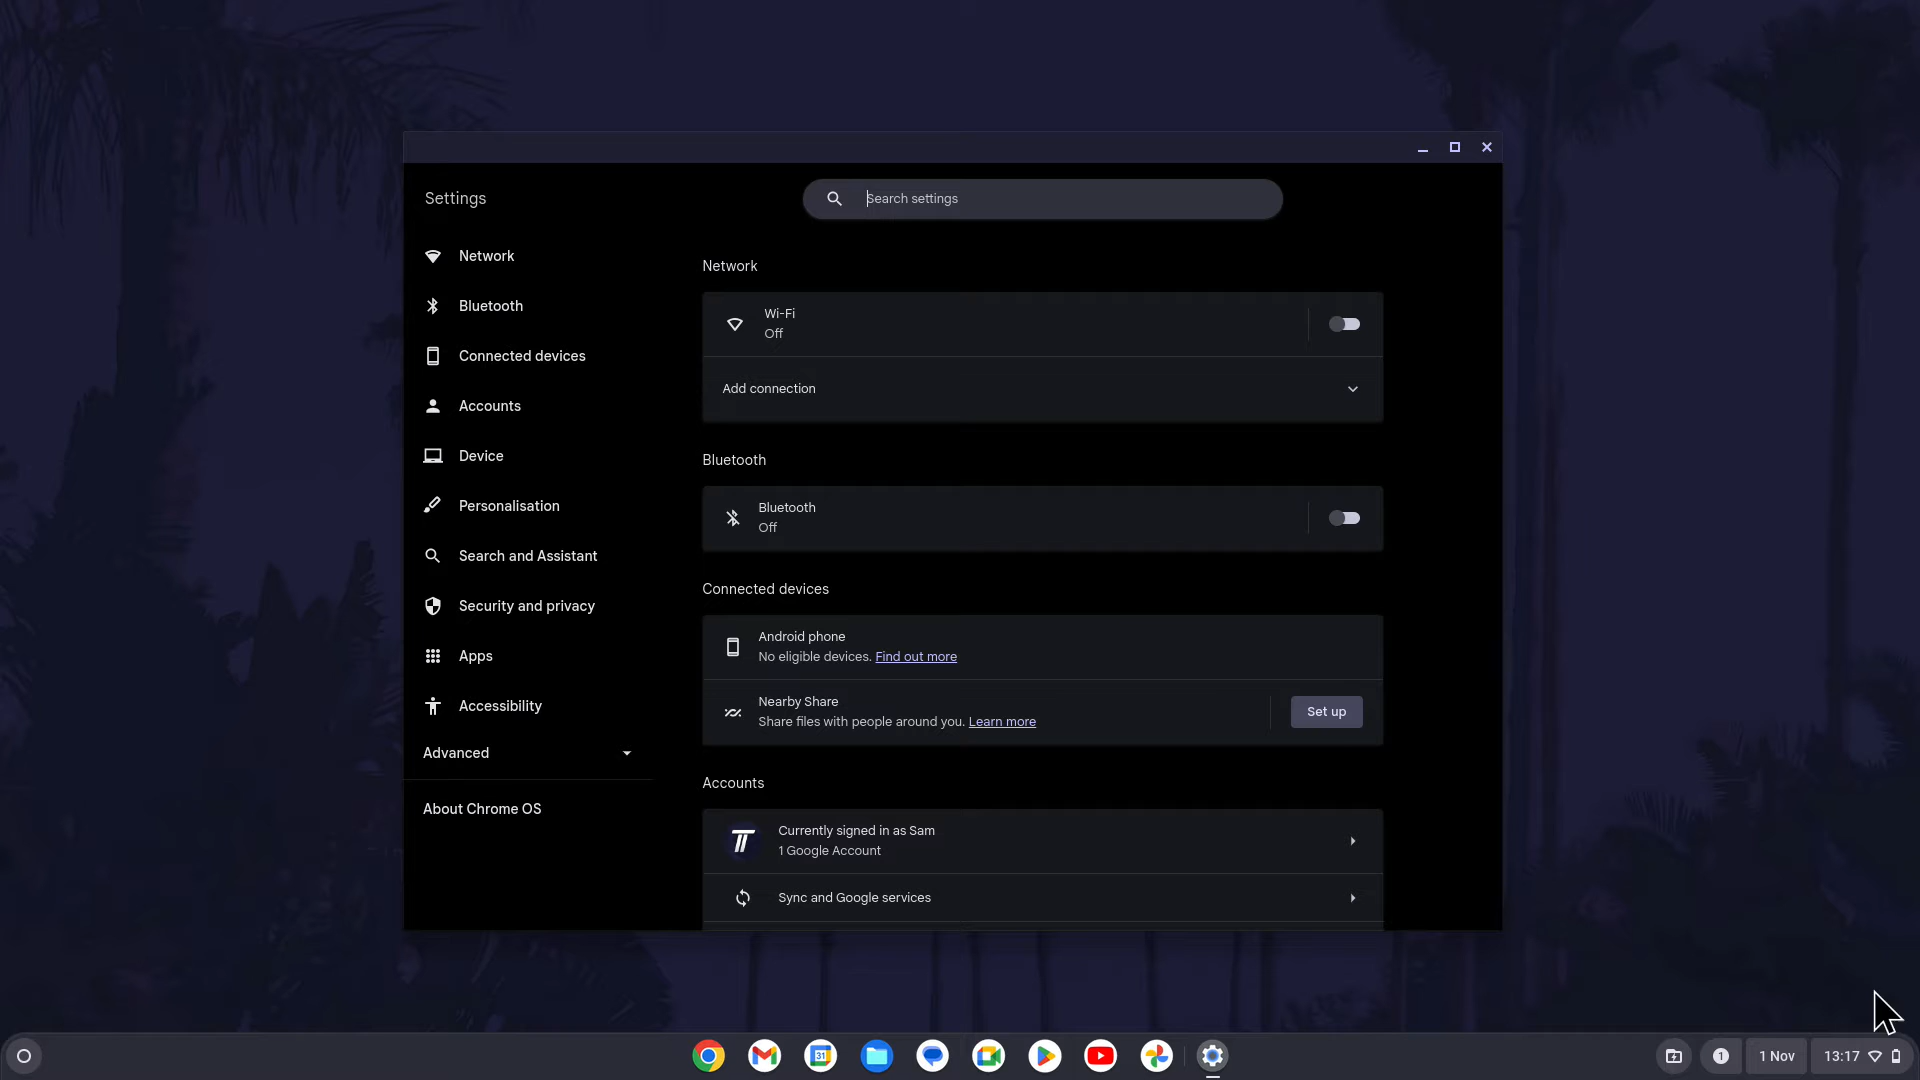 Settings
Search settings
Network
Bluetooth
Connected devices
Accounts
Device
Personalisation
Search and Assistant
Security and privacy
Apps
Accessibility
Advanced
About Chrome OS
Network
Wi-Fi
Off
Add connection
Bluetooth
Bluetooth
Off
Connected devices
Android phone
No eligible devices. Find out more
Nearby Share
Share files with people around you. Learn more
Set up
Accounts
Currently signed in as Sam
1 Google Account
Sync and Google services
31
1
1 Nov
13:17